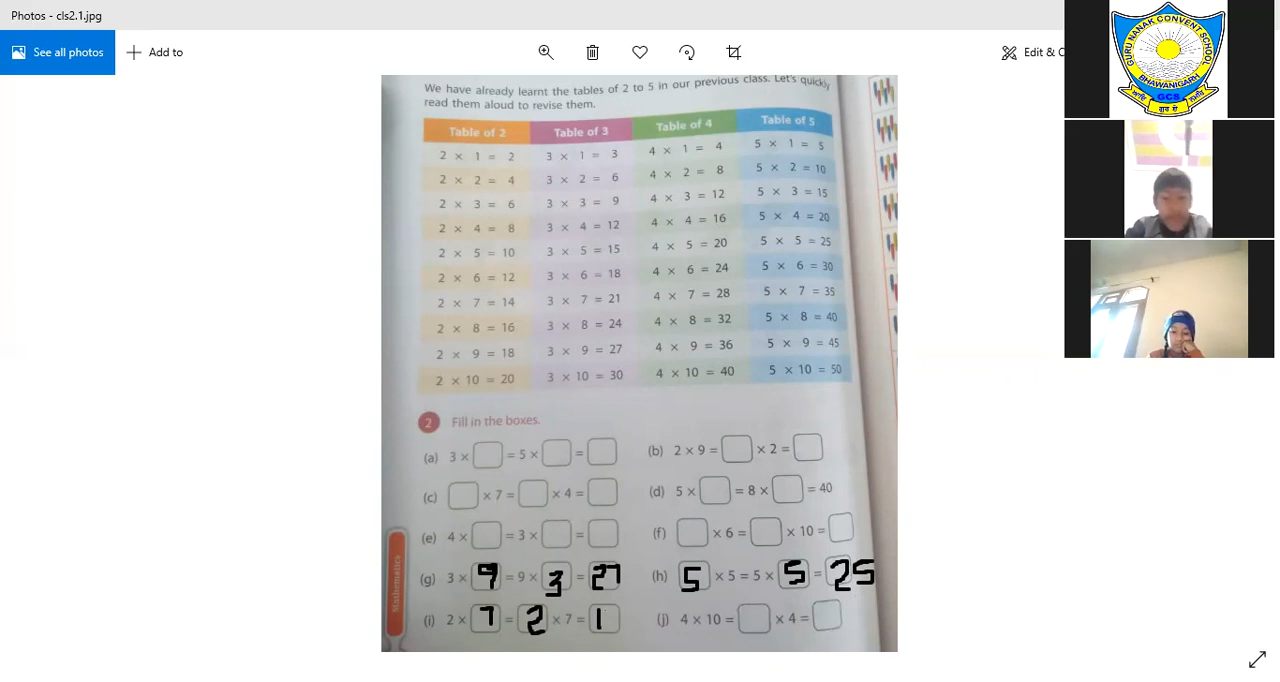 Photos - cls2.1.jpg
See all photos
Add to
Edit & C
GURU NANAK CONVENT SCHOOL
BHAWANIGARH
GCS
We have already learnt the tables of 2 to 5 in our previous class. Let's quickly
read them aloud to revise them.
Table of 2 Table of 3 Table of 4 Table of 5
2 × 1 = 2 3 × 1 = 3 4 × 1 = 4 5 × 1 = 5
2 × 2 = 4 3 × 2 = 6 4 × 2 = 8 5 × 2 = 10
2 × 3 = 6 3 × 3 = 9 4 × 3 = 12 5 × 3 = 15
2 × 4 = 8 3 × 4 = 12 4 × 4 = 16 5 × 4 = 20
2 × 5 = 10 3 × 5 = 15 4 × 5 = 20 5 × 5 = 25
2 × 6 = 12 3 × 6 = 18 4 × 6 = 24 5 × 6 = 30
2 × 7 = 14 3 × 7 = 21 4 × 7 = 28 5 × 7 = 35
2 × 8 = 16 3 × 8 = 24 4 × 8 = 32 5 × 8 = 40
2 × 9 = 18 3 × 9 = 27 4 × 9 = 36 5 × 9 = 45
2 × 10 = 20 3 × 10 = 30 4 × 10 = 40 5 × 10 = 50
2 Fill in the boxes.
(a) 3 × = 5 × = (b) 2 × 9 = × 2 =
(c) × 7 = × 4 = (d) 5 × = 8 × = 40
(e) 4 × = 3 × = (f) × 6 = × 10 =
(g) 3 × 9 = 9 × 3 = 27 (h) 5 × 5 = 5 × 5 = 25
(i) 2 × 7 = 2 × 7 = 1 (j) 4 × 10 = × 4 =
Mathematics